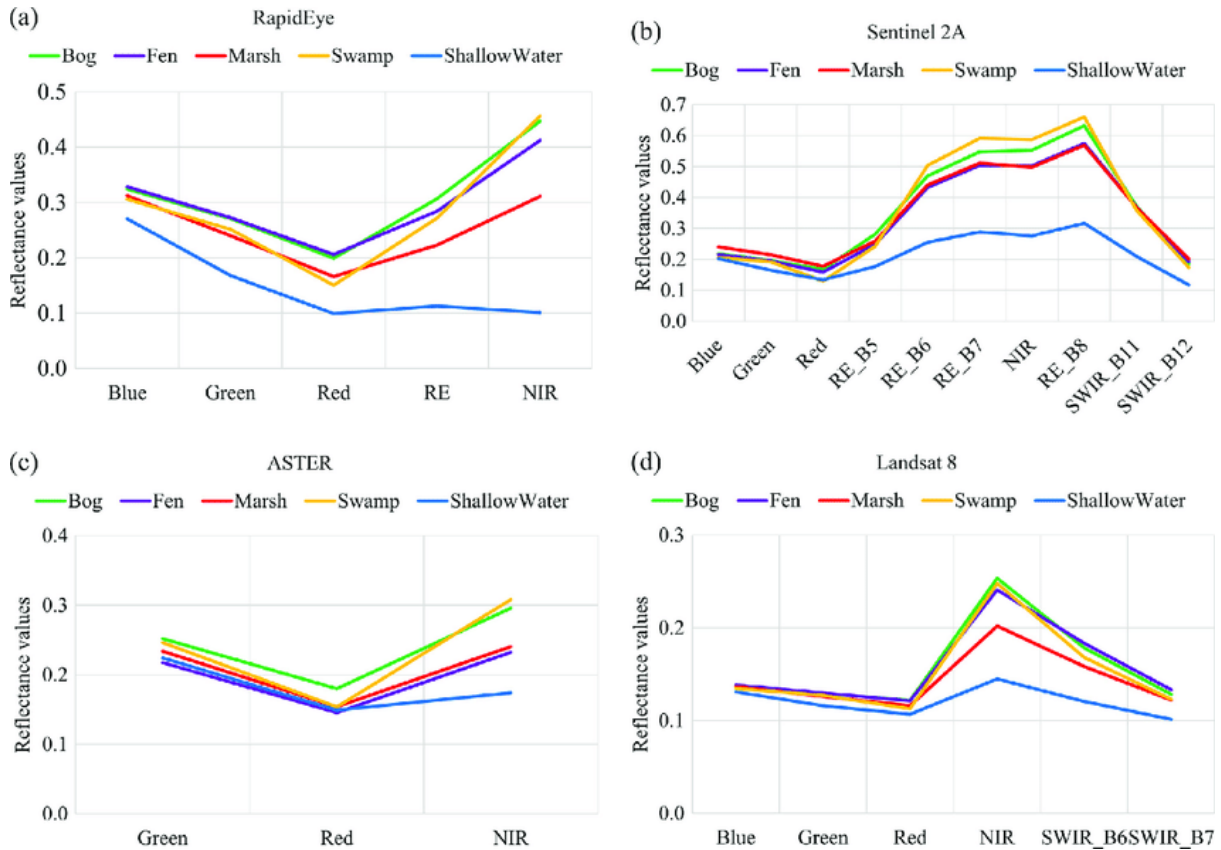 (a)
RapidEye
Bog Fen Marsh Swamp ShallowWater
Reflectance values
0.5
0.4
0.3
0.2
0.1
0.0
Blue Green Red RE NIR
(b)
Sentinel 2A
Bog Fen Marsh Swamp ShallowWater
Reflectance values
0.7
0.6
0.5
0.4
0.3
0.2
0.1
0.0
Blue Green Red RE_B5 RE_B6 RE_B7 NIR RE_B8 SWIR_B11 SWIR_B12
(c)
ASTER
Bog Fen Marsh Swamp ShallowWater
Reflectance values
0.4
0.3
0.2
0.1
0.0
Green Red NIR
(d)
Landsat 8
Bog Fen Marsh Swamp ShallowWater
Reflectance values
0.3
0.2
0.1
0.0
Blue Green Red NIR SWIR_B6SWIR_B7